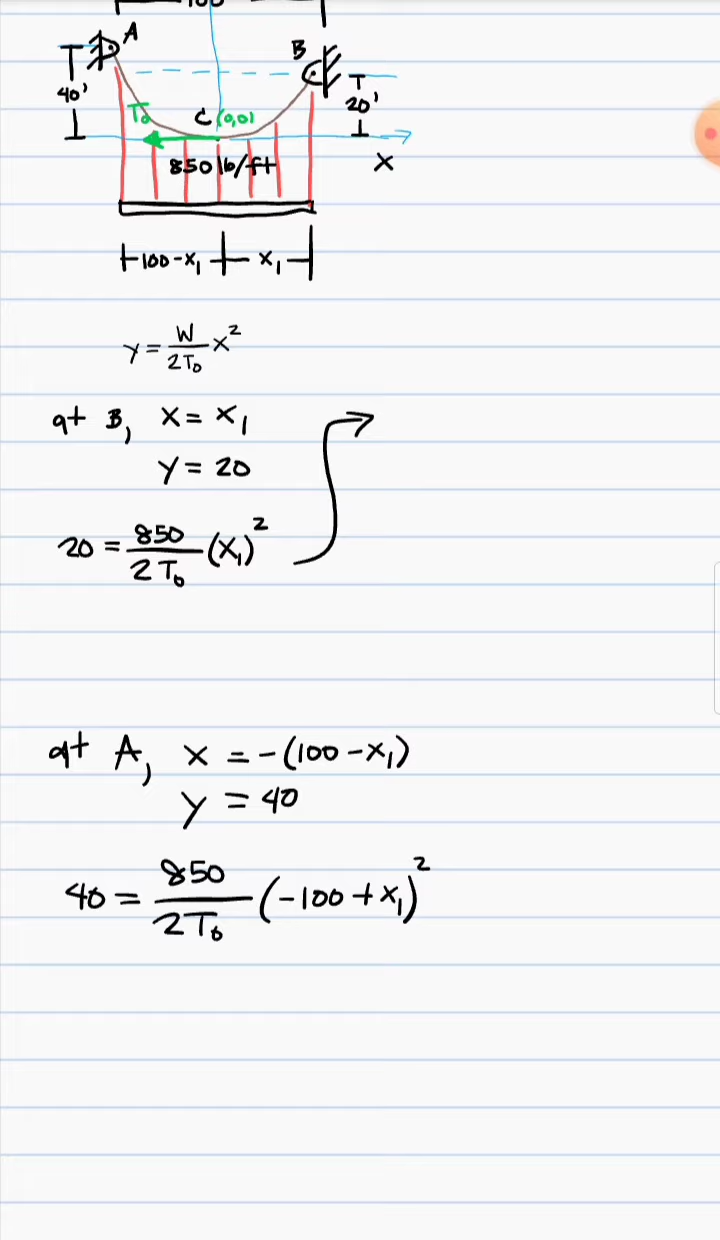 100
A
B
40'
20'
T₀
C (0,0)
850 lb/ft
x
100-x₁
x₁
y = W/2T₀ x²
at B, x = x₁
y = 20
20 = 850/2T₀ (x₁)²
at A, x = -(100-x₁)
y = 40
40 = 850/2T₀ (-100+x₁)²